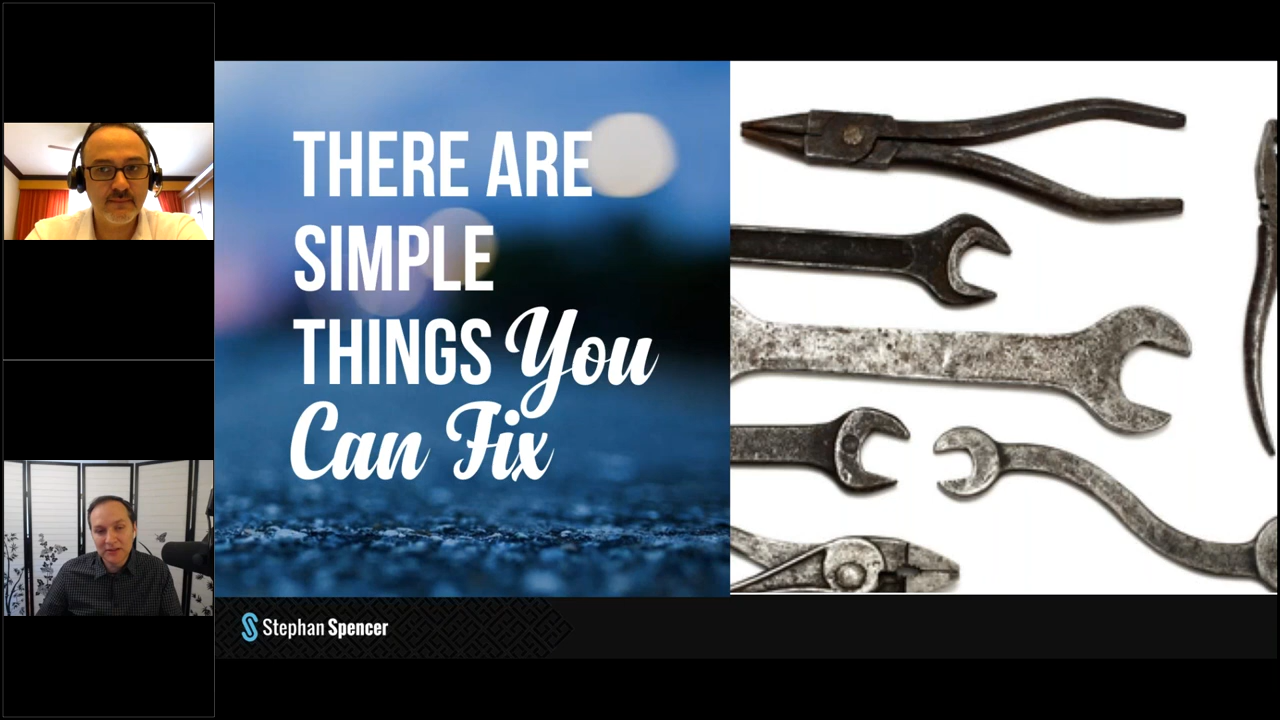 THERE ARE
SIMPLE
THINGS You
Can Fix
Stephan Spencer